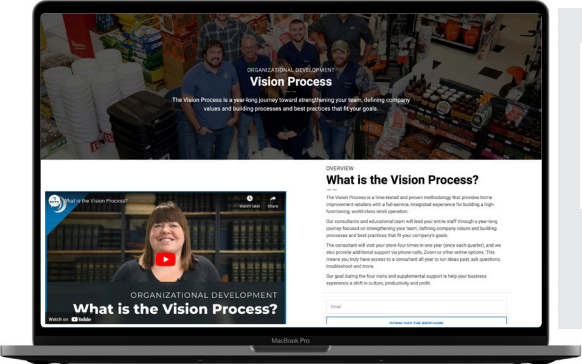 ORGANIZATIONAL DEVELOPMENT
Vision Process
The Vision Process is a year-long journey toward strengthening your team, defining company
values and building processes and best practices that fit your goals.
OVERVIEW
What is the Vision Process?
The Vision Process is a time-tested and proven methodology that provides home
improvement retailers with a full-service, integrated experience for building a high-
functioning, world-class retail operation.
Our consultants and educational team will lead your entire staff through a year-long
journey focused on strengthening your team, defining company values and building
processes and best practices that fit your company's goals.
The consultant will visit your store four times in one year (once each quarter), and we
also provide additional support via phone calls, Zoom or other online options. This
means you truly have access to a consultant all year to run ideas past, ask questions,
troubleshoot and more.
Our goal during the four visits and supplemental support is to help your business
experience a shift in culture, productivity and profit.
Email
DOWNLOAD THE BROCHURE
What is the Vision Process?
Watch later
Share
ORGANIZATIONAL DEVELOPMENT
What is the Vision Process?
Watch on YouTube
MacBook Pro